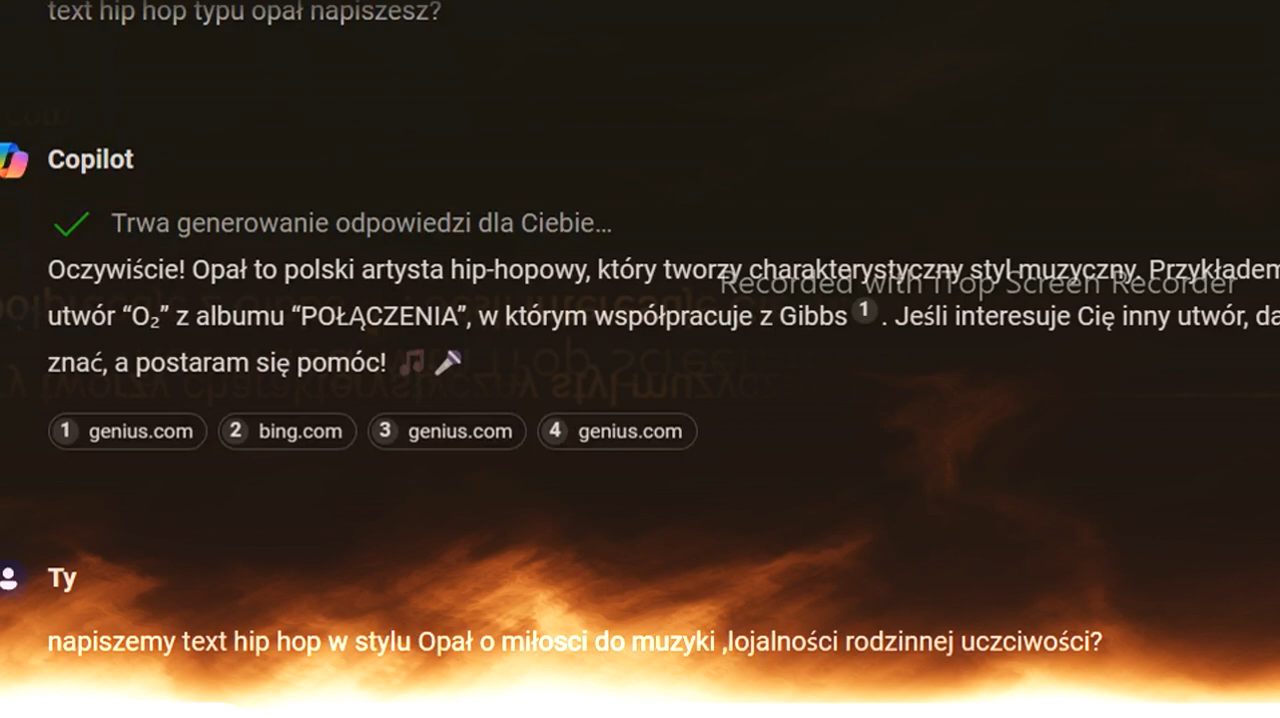 text hip hop typu opał napiszesz?
Copilot
Trwa generowanie odpowiedzi dla Ciebie...
Oczywiście! Opał to polski artysta hip-hopowy, który tworzy charakterystyczny styl muzyczny. Przykładem
Recorded with iTop Screen Recorder
utwór “O₂” z albumu “POŁĄCZENIA”, w którym współpracuje z Gibbs 1 . Jeśli interesuje Cię inny utwór, da
znać, a postaram się pomóc!
1 genius.com 2 bing.com 3 genius.com 4 genius.com
Ty
napiszemy text hip hop w stylu Opał o miłosci do muzyki ,lojalności rodzinnej uczciwości?